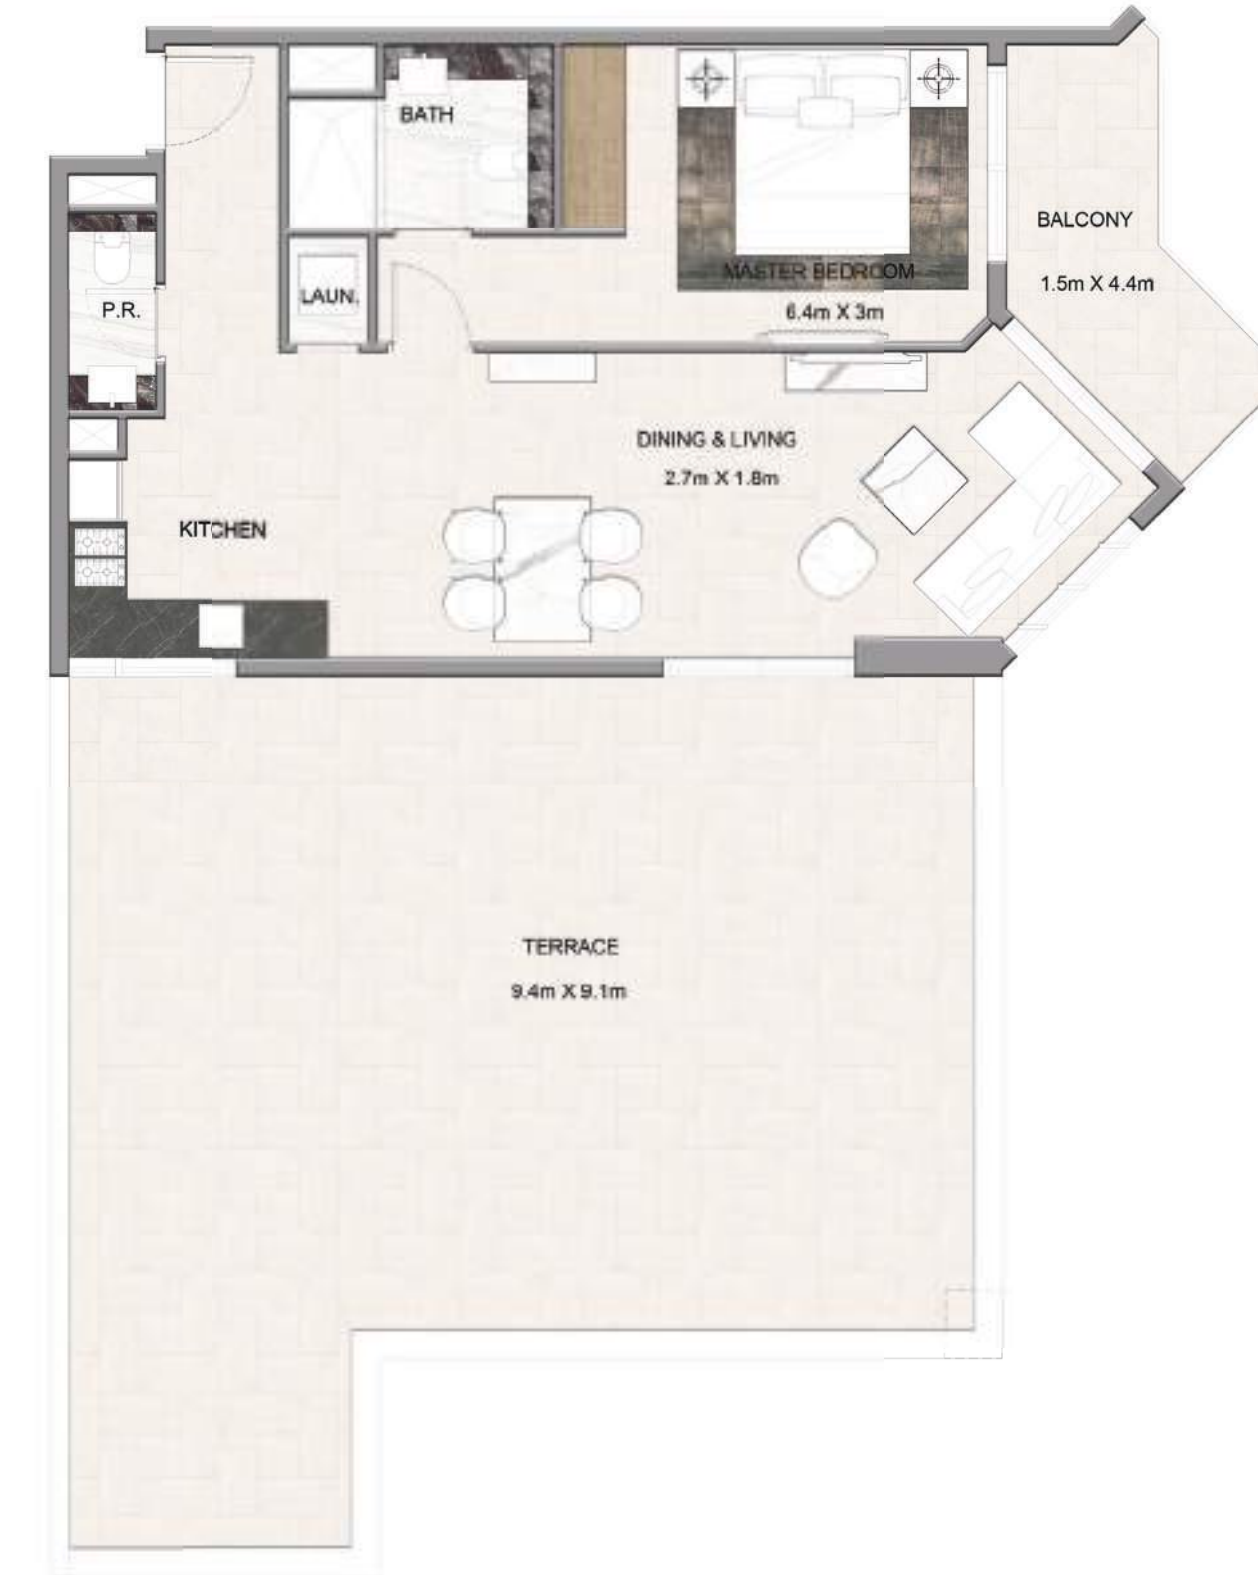 BATH
BALCONY
1.5m X 4.4m
MASTER BEDROOM
6.4m X 3m
LAUN.
P.R.
DINING & LIVING
2.7m X 1.8m
KITCHEN
TERRACE
9.4m X 9.1m